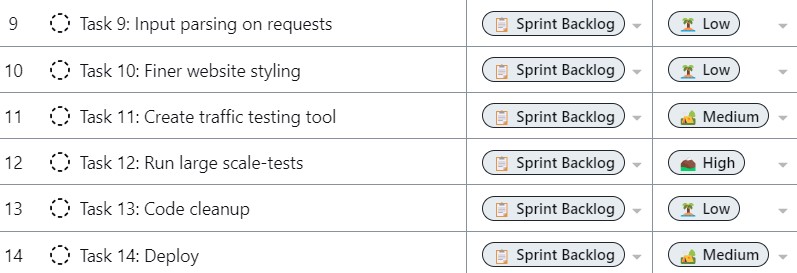 9 Task 9: Input parsing on requests Sprint Backlog Low
10 Task 10: Finer website styling Sprint Backlog Low
11 Task 11: Create traffic testing tool Sprint Backlog Medium
12 Task 12: Run large scale-tests Sprint Backlog High
13 Task 13: Code cleanup Sprint Backlog Low
14 Task 14: Deploy Sprint Backlog Medium